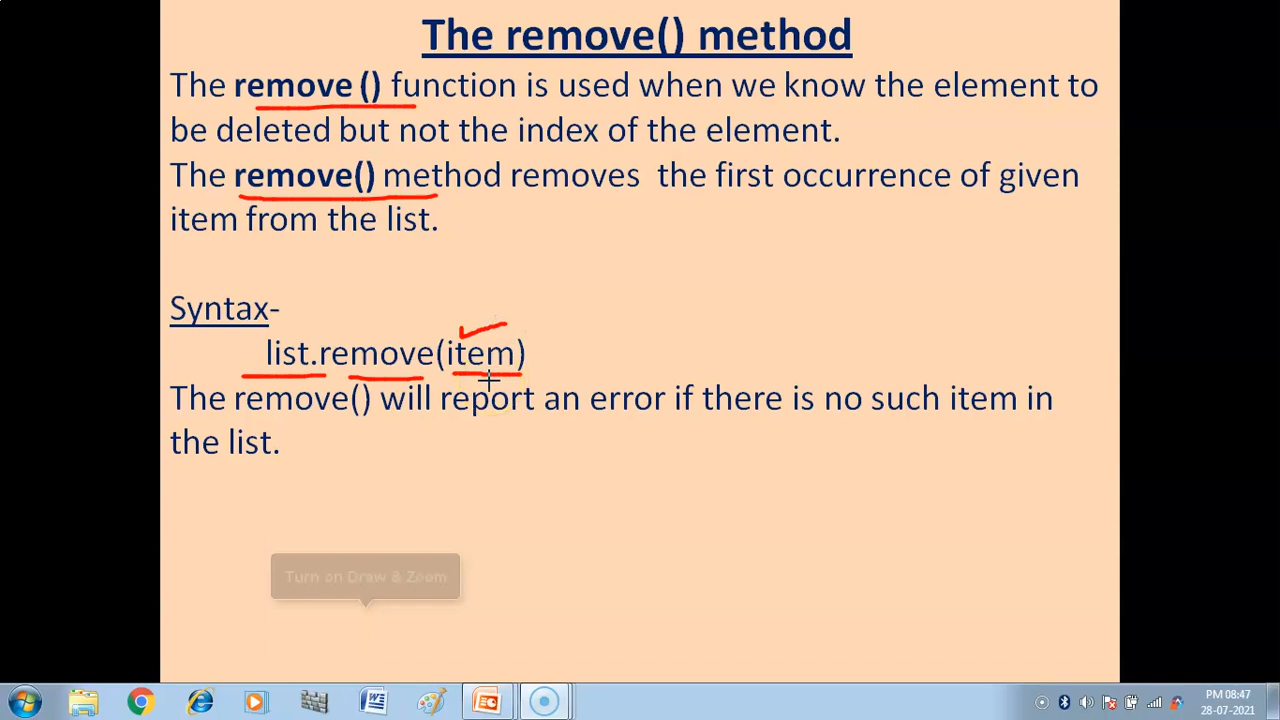 The remove() method
The remove () function is used when we know the element to
be deleted but not the index of the element.
The remove() method removes  the first occurrence of given
item from the list.
Syntax-
list.remove(item)
The remove() will report an error if there is no such item in
the list.
Turn on Draw & Zoom
PM 08:47
28-07-2021